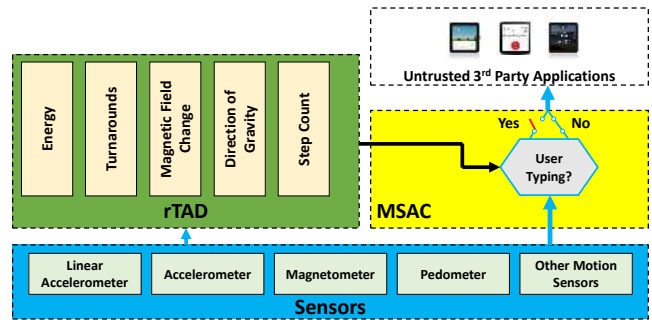 Untrusted 3rd Party Applications
Energy
Turnarounds
Magnetic Field
Change
Direction of
Gravity
Step Count
rTAD
Yes
No
User
Typing?
MSAC
Linear
Accelerometer
Accelerometer
Magnetometer
Pedometer
Other Motion
Sensors
Sensors